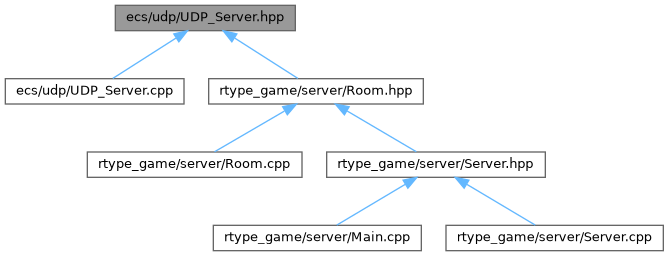 ecs/udp/UDP_Server.hpp
ecs/udp/UDP_Server.cpp
rtype_game/server/Room.hpp
rtype_game/server/Room.cpp
rtype_game/server/Server.hpp
rtype_game/server/Main.cpp
rtype_game/server/Server.cpp